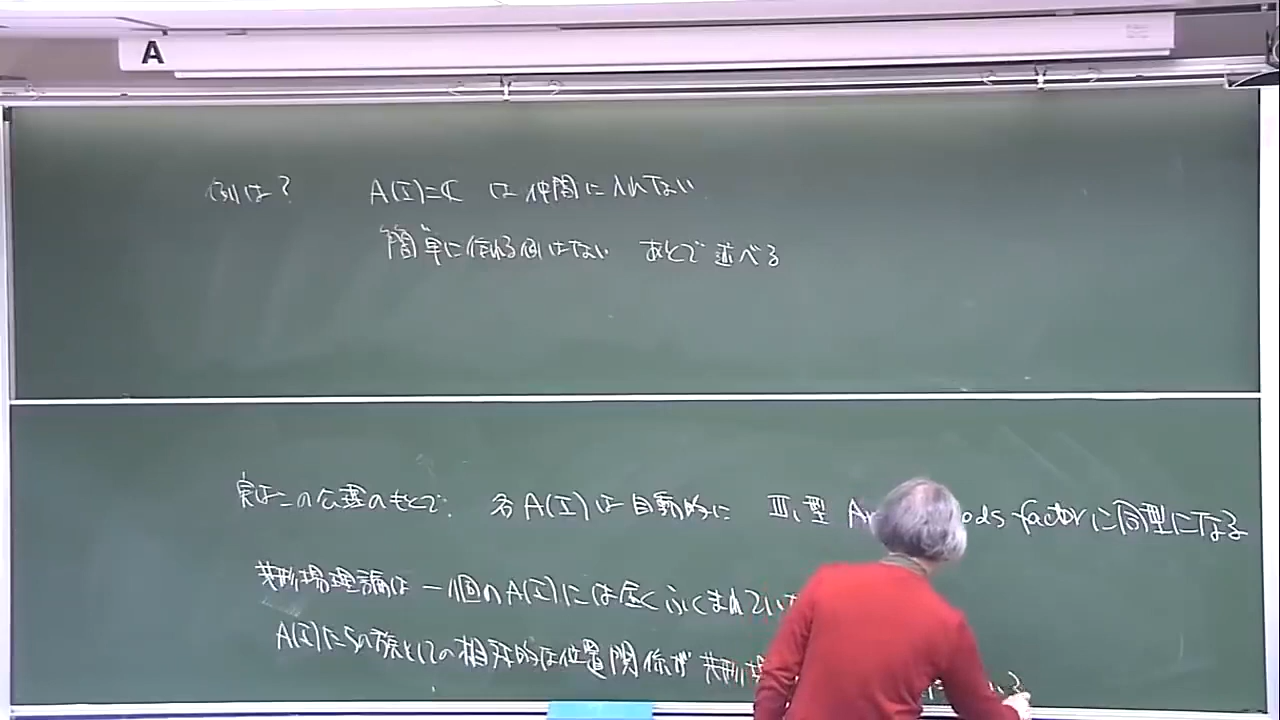 A
例は? A(I)=ℂ は仲間に入れない
簡単に作れる例はない あとで述べる
実はこの公理のもとで、各A(I)は自動的に III₁型 A ods factorに同型になる
共形場理論は一個のA(I)には全くふくまれてい
A(I)たちの族としての相対的な位置関係が 共形場